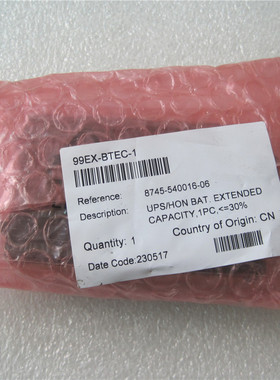 99EX-BTEC-1
Reference: 8745-540016-06
Description: UPS/HON BAT. EXTENDED
CAPACITY,1PC,<=30%
Quantity: 1 Country of Origin: CN
Date Code:230517